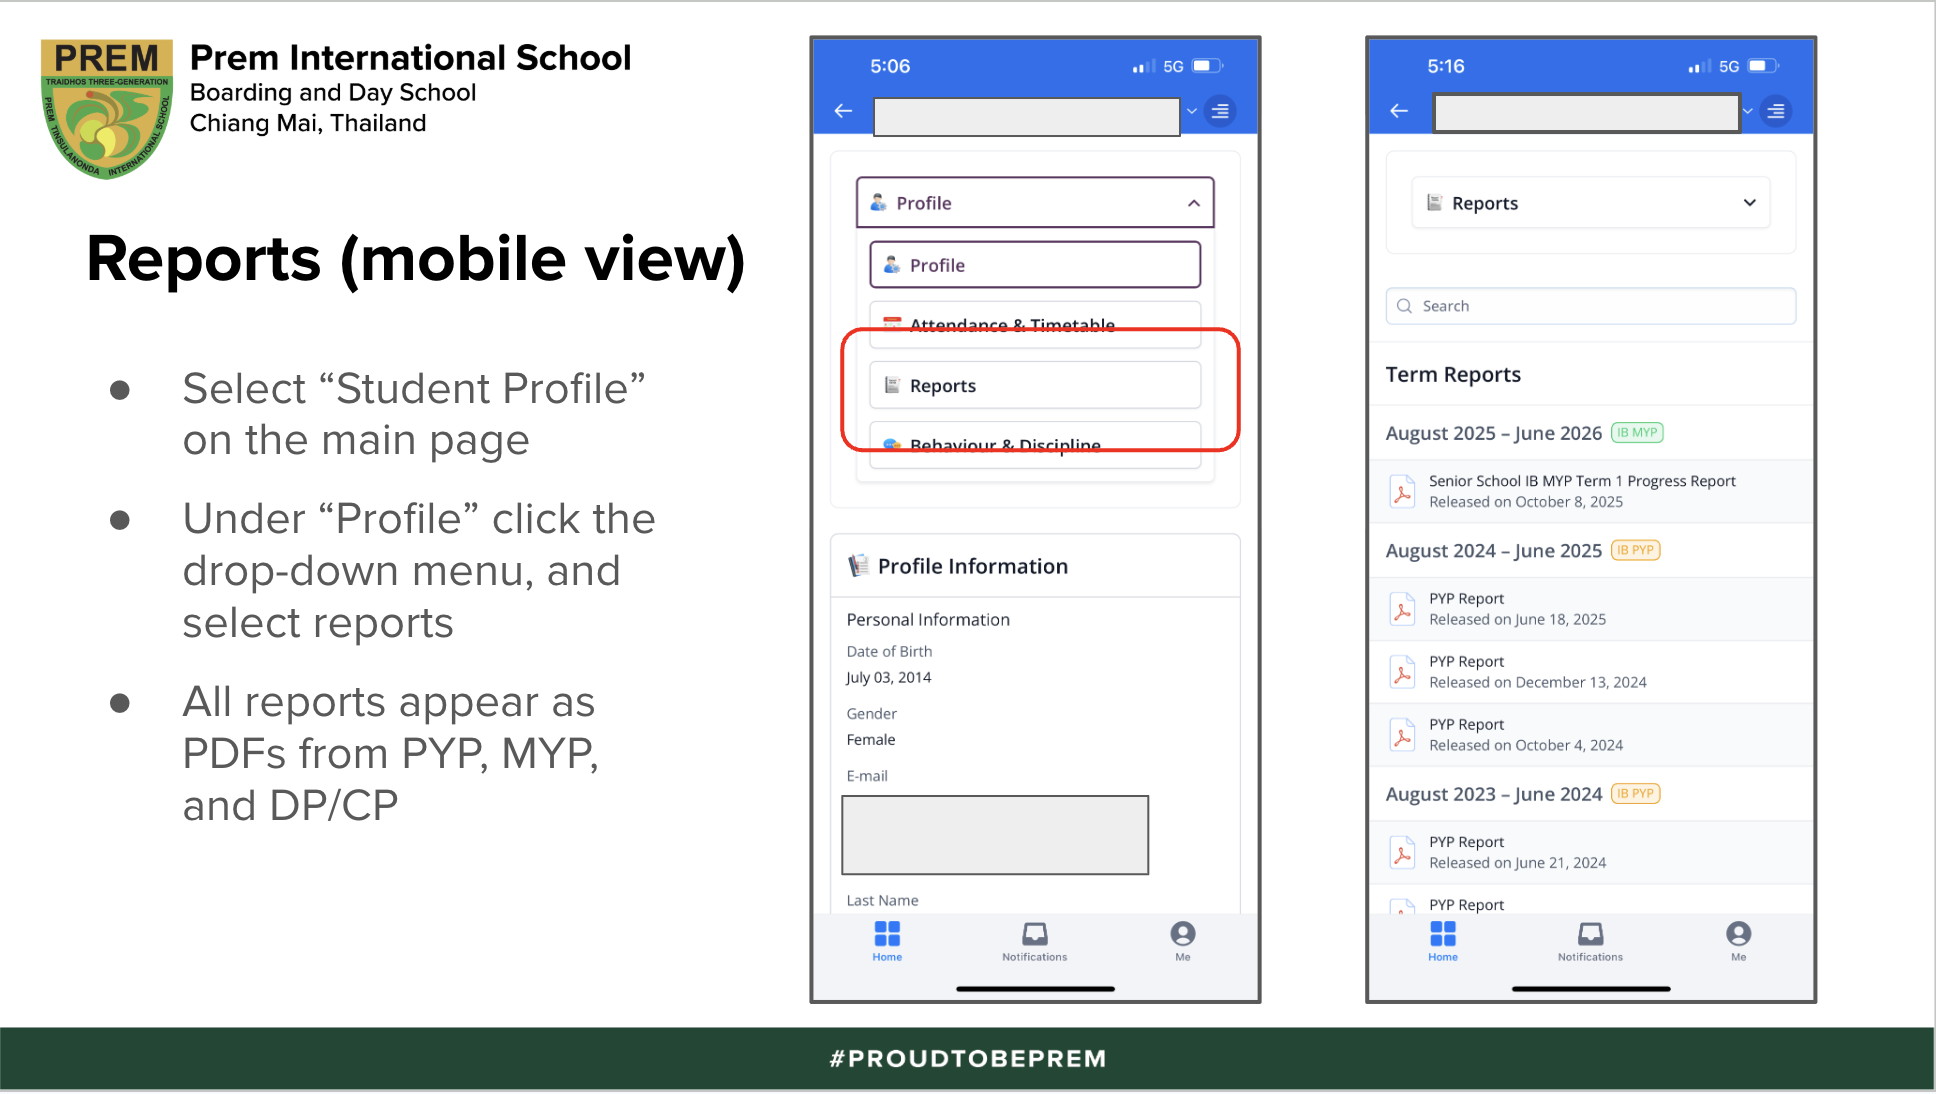 PREM
TRAIDHOS THREE-GENERATION
PREM TINSULANONDA INTERNATIONAL SCHOOL
Prem International School
Boarding and Day School
Chiang Mai, Thailand
Reports (mobile view)
● Select “Student Profile”
on the main page
● Under “Profile” click the
drop-down menu, and
select reports
● All reports appear as
PDFs from PYP, MYP,
and DP/CP
5:06
5G
Profile
Profile
Attendance & Timetable
Reports
Behaviour & Discipline
Profile Information
Personal Information
Date of Birth
July 03, 2014
Gender
Female
E-mail
Last Name
Home
Notifications
Me
5:16
5G
Reports
Search
Term Reports
August 2025 – June 2026 IB MYP
Senior School IB MYP Term 1 Progress Report
Released on October 8, 2025
August 2024 – June 2025 IB PYP
PYP Report
Released on June 18, 2025
PYP Report
Released on December 13, 2024
PYP Report
Released on October 4, 2024
August 2023 – June 2024 IB PYP
PYP Report
Released on June 21, 2024
PYP Report
Home
Notifications
Me
#PROUDTOBEPREM